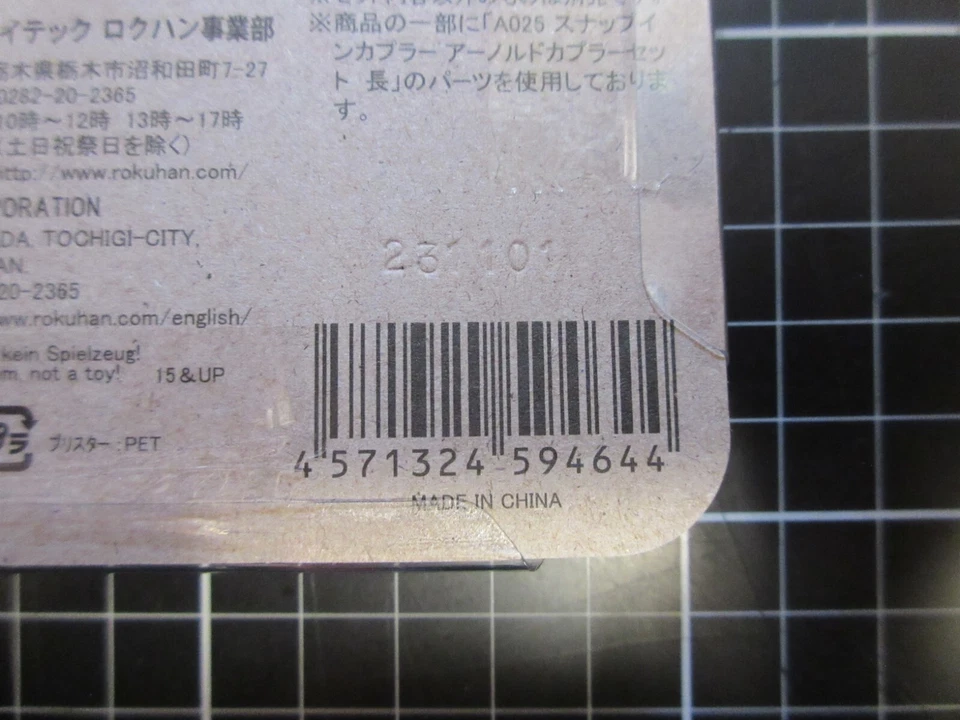 イテック ロクハン事業部
栃木県栃木市沼和田町7-27
0282-20-2365
10時～12時 13時～17時
(土日祝祭日を除く)
http://www.rokuhan.com/
PORATION
DA, TOCHIGI-CITY,
AN.
20-2365
www.rokuhan.com/english/
kein Spielzeug!
m, not a toy! 15&UP
プラ
ブリスター :PET
※商品の一部に「A025 スナップイ
ンカプラー アーノルドカプラーセッ
ト 長」のパーツを使用しておりま
す。
231101
4 571324 594644
MADE IN CHINA